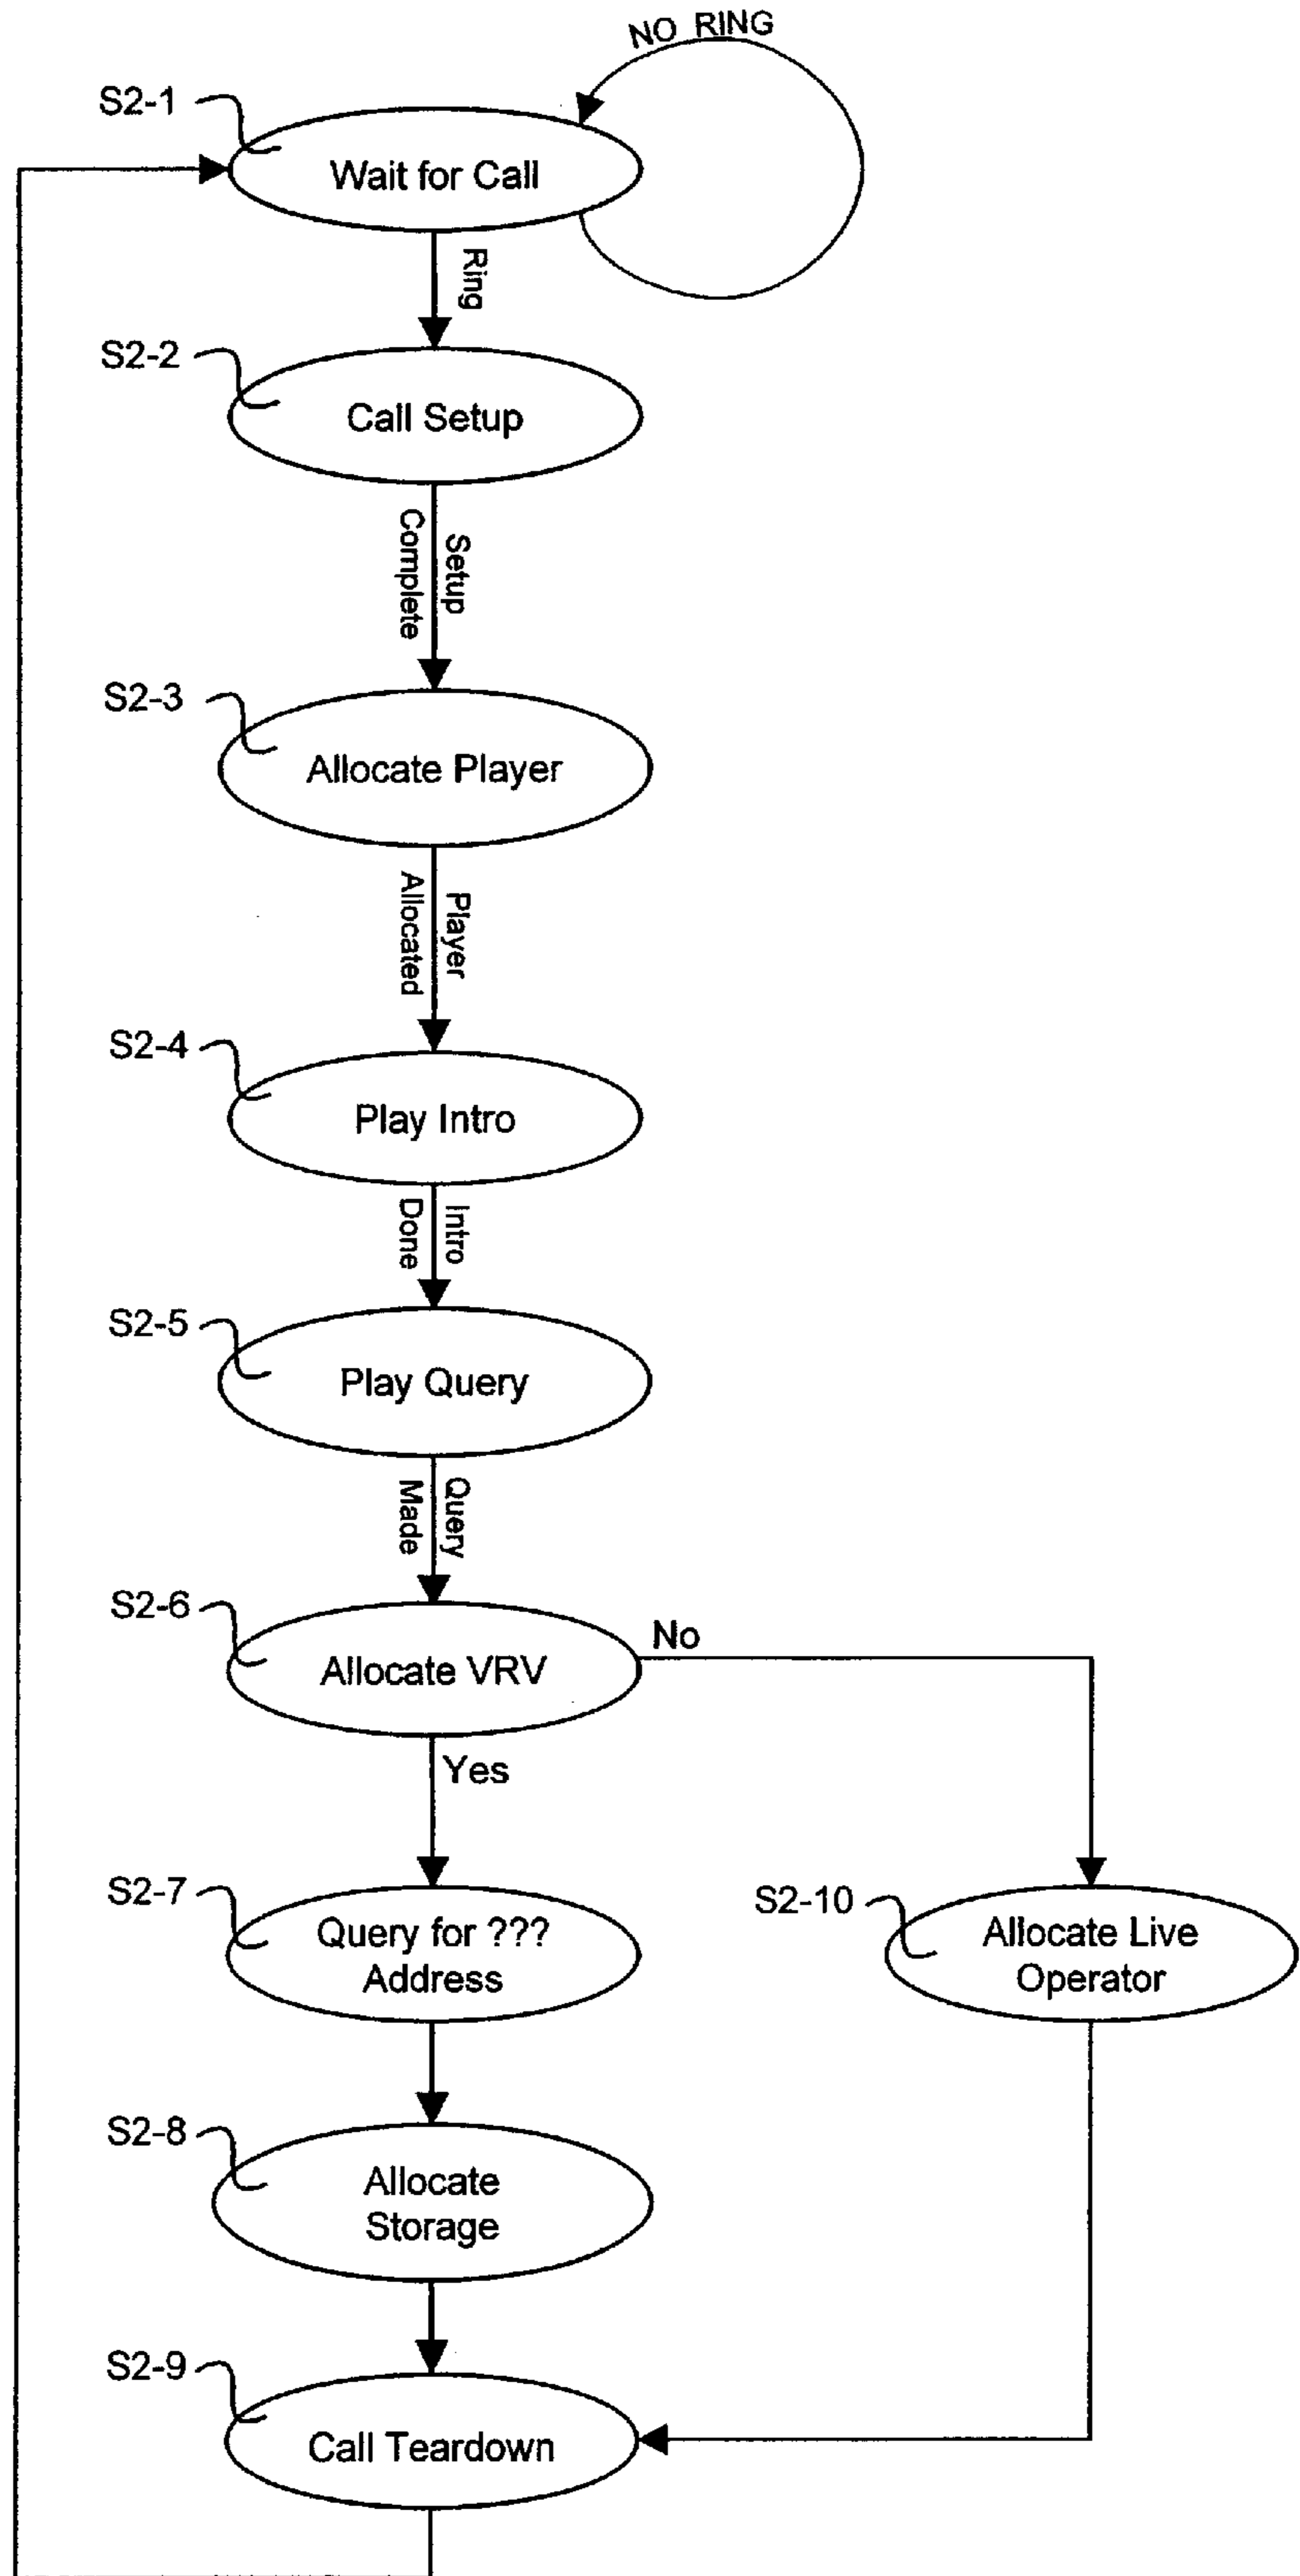 NO RING
S2-1
Wait for Call
Ring
S2-2
Call Setup
Setup
Complete
S2-3
Allocate Player
Player
Allocated
S2-4
Play Intro
Intro
Done
S2-5
Play Query
Query
Made
S2-6
Allocate VRV
No
Yes
S2-7
Query for ???
Address
S2-10
Allocate Live
Operator
S2-8
Allocate
Storage
S2-9
Call Teardown